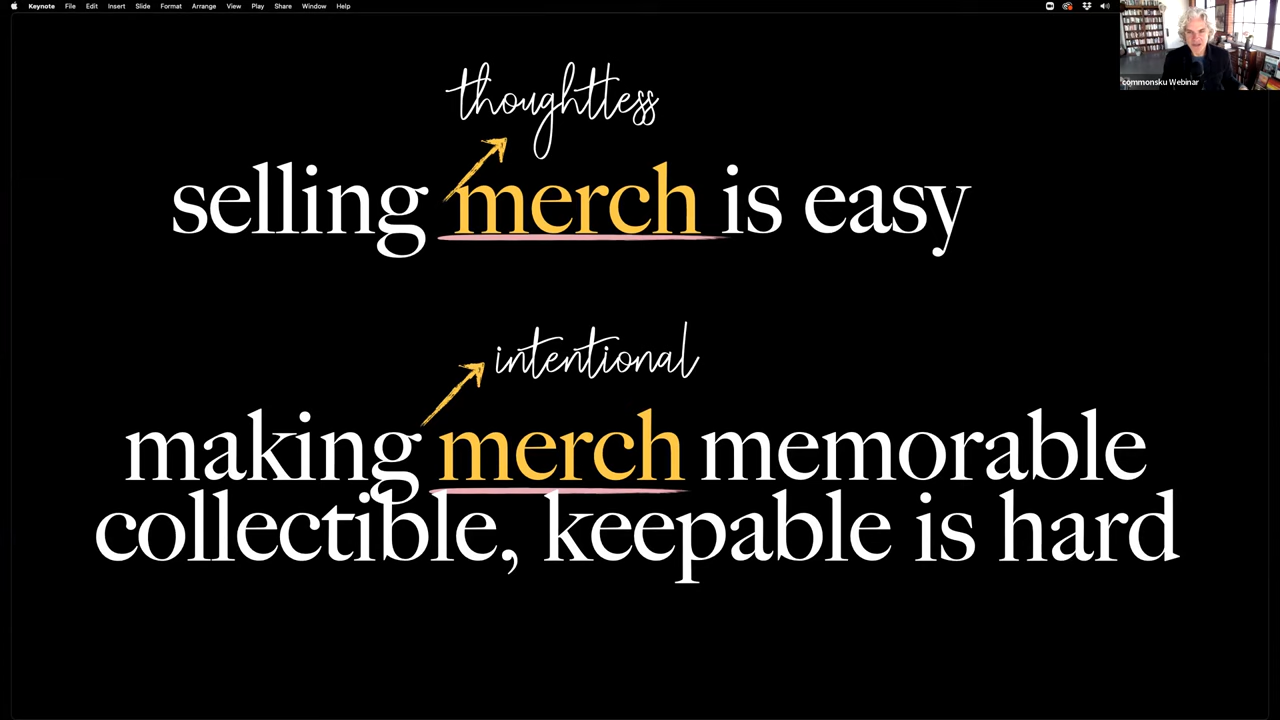 Keynote File Edit Insert Slide Format Arrange View Play Share Window Help
commonsku Webinar
thoughtless
selling merch is easy
intentional
making merch memorable
collectible, keepable is hard